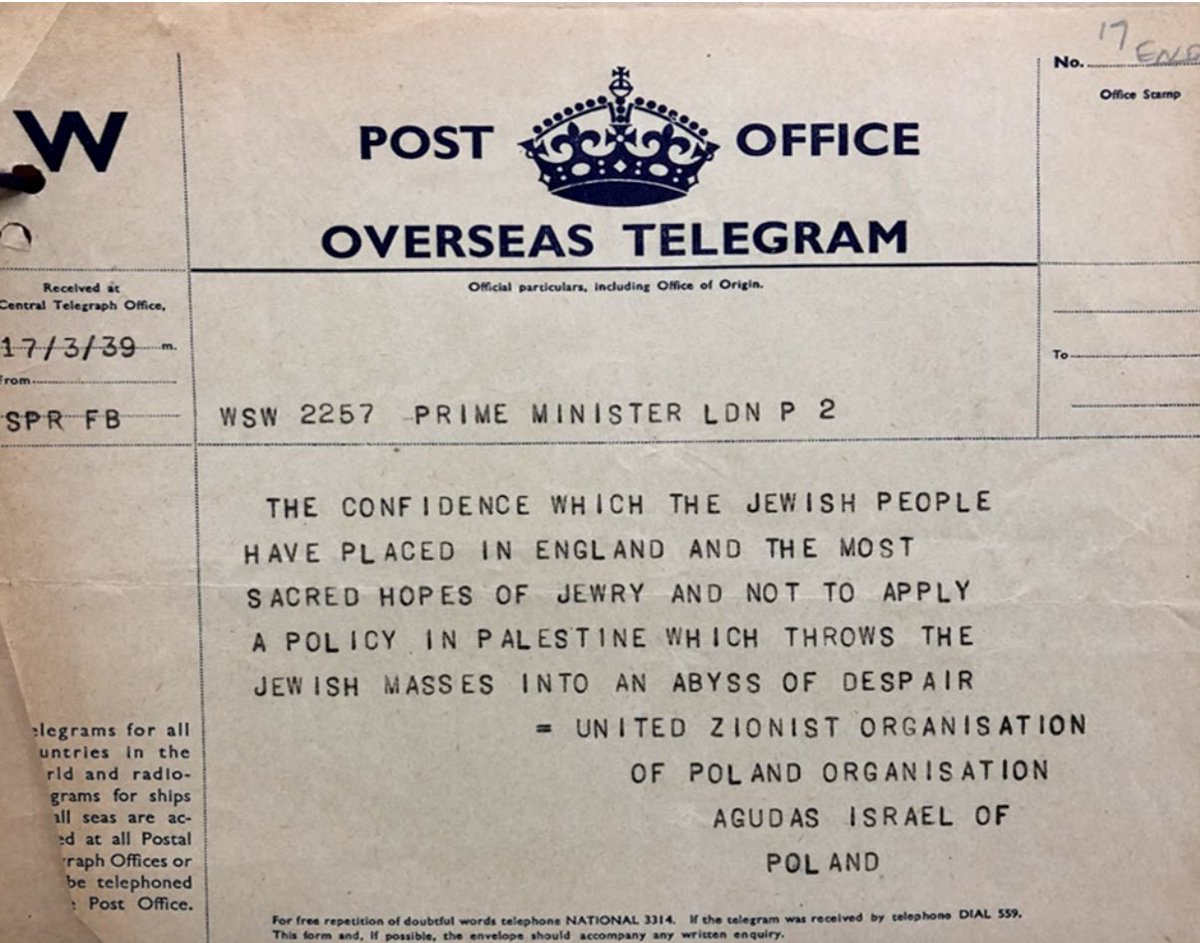 17
No.
Office Stamp
W
POST OFFICE
OVERSEAS TELEGRAM
Received at
Central Telegraph Office,
17/3/39 m.
From
SPR FB
Official particulars, including Office of Origin.
To
WSW 2257 PRIME MINISTER LDN P 2
THE CONFIDENCE WHICH THE JEWISH PEOPLE
HAVE PLACED IN ENGLAND AND THE MOST
SACRED HOPES OF JEWRY AND NOT TO APPLY
A POLICY IN PALESTINE WHICH THROWS THE
JEWISH MASSES INTO AN ABYSS OF DESPAIR
= UNITED ZIONIST ORGANISATION
OF POLAND ORGANISATION
AGUDAS ISRAEL OF
POLAND
elegrams for all
untries in the
rld and radio-
grams for ships
all seas are ac-
ed at all Postal
raph Offices or
be telephoned
Post Office.
For free repetition of doubtful words telephone NATIONAL 3314. If the telegram was received by telephone DIAL 559.
This form and, if possible, the envelope should accompany any written enquiry.